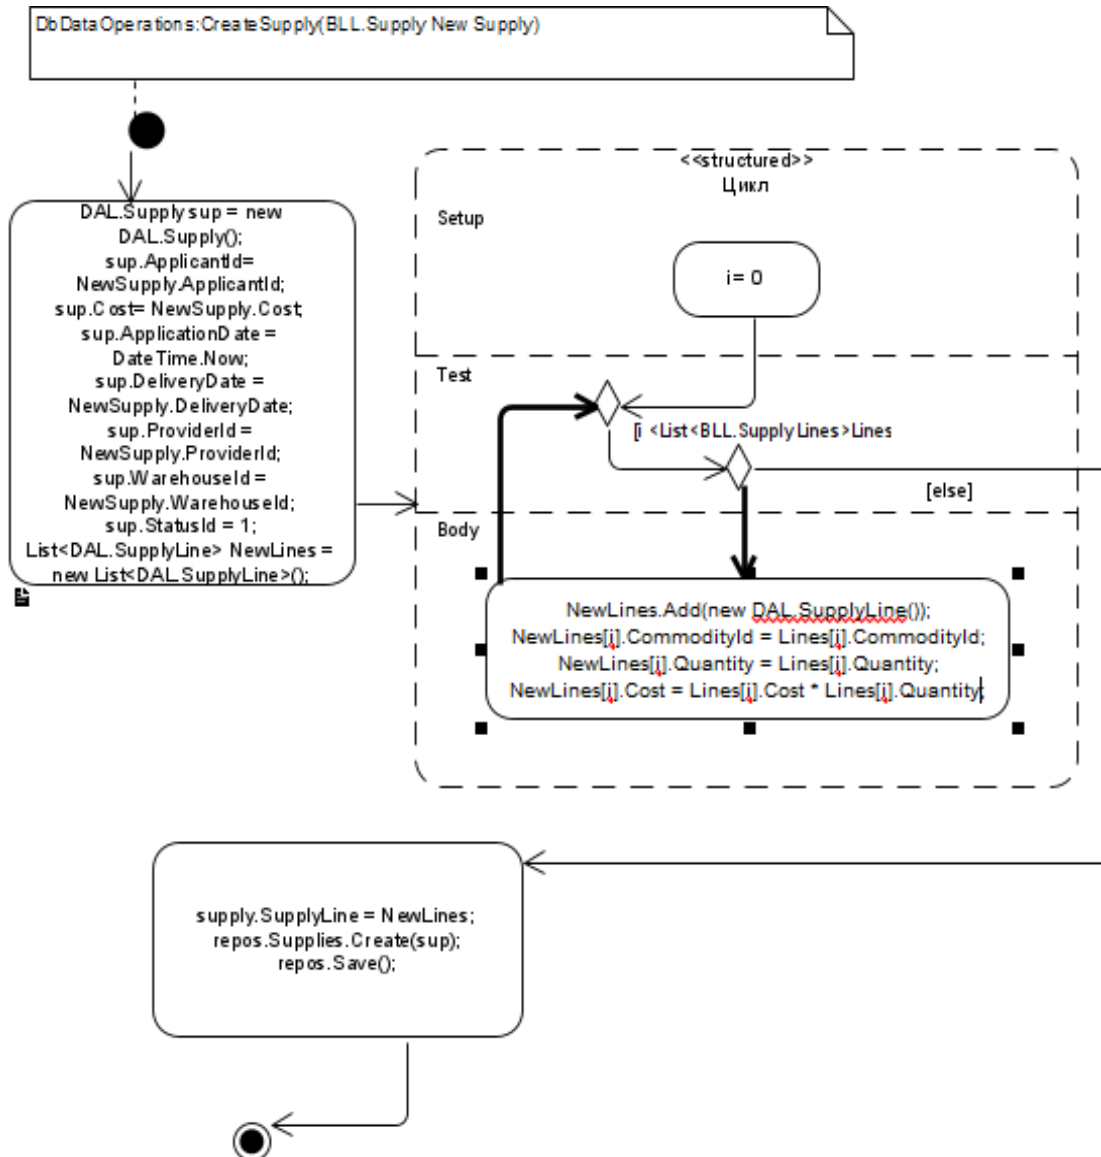 DbDataOperations:CreateSupply(BLL.Supply New Supply)
DAL.Supply sup = new
DAL.Supply();
sup.ApplicantId=
NewSupply.ApplicantId;
sup.Cost= NewSupply.Cost;
sup.ApplicationDate =
DateTime.Now;
sup.DeliveryDate =
NewSupply.DeliveryDate;
sup.ProviderId =
NewSupply.ProviderId;
sup.WarehouseId =
NewSupply.WarehouseId;
sup.StatusId = 1;
List<DAL.SupplyLine> NewLines =
new List<DAL.SupplyLine>();
<<structured>>
Цикл
Setup
i= 0
Test
[i <List<BLL.SupplyLines>Lines
[else]
Body
NewLines.Add(new DAL.SupplyLine());
NewLines[i].CommodityId = Lines[i].CommodityId;
NewLines[i].Quantity = Lines[i].Quantity;
NewLines[i].Cost = Lines[i].Cost * Lines[i].Quantity;
supply.SupplyLine = NewLines;
repos.Supplies.Create(sup);
repos.Save();